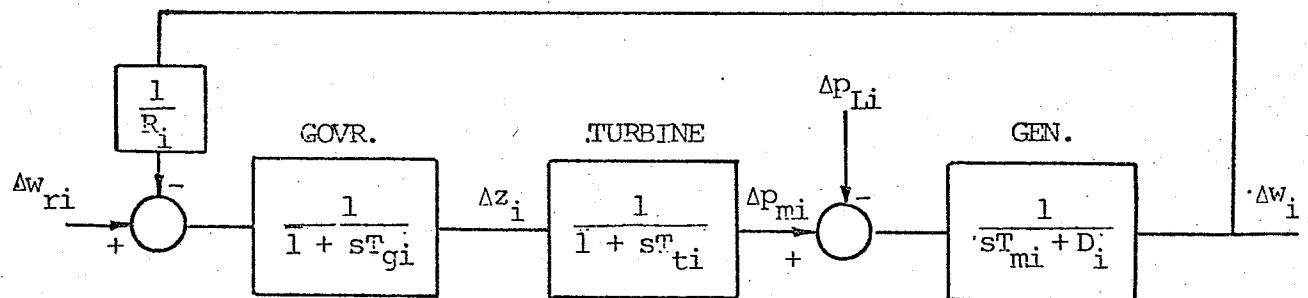 1
R_i
GOVR.
.TURBINE
Δp_Li
GEN.
Δw_ri
-
+
1
1 + sT_gi
Δz_i
1
1 + sT_ti
Δp_mi
-
+
1
sT_mi + D_i
Δw_i